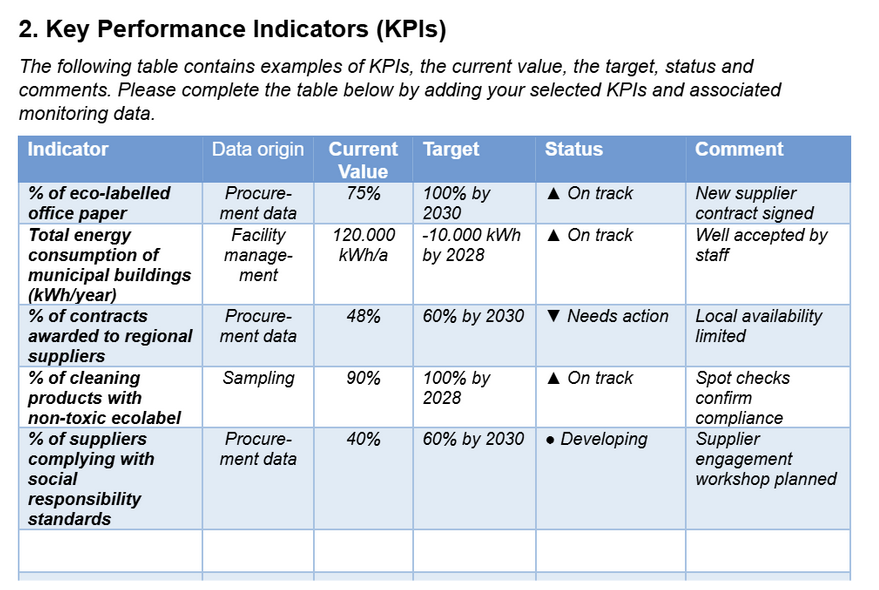 2. Key Performance Indicators (KPIs)
The following table contains examples of KPIs, the current value, the target, status and
comments. Please complete the table below by adding your selected KPIs and associated
monitoring data.
Indicator Data origin Current Target Status Comment
Value
% of eco-labelled Procure- 75% 100% by ▲ On track New supplier
office paper ment data 2030 contract signed
Total energy Facility 120.000 -10.000 kWh ▲ On track Well accepted by
consumption of manage- kWh/a by 2028 staff
municipal buildings ment
(kWh/year)
% of contracts Procure- 48% 60% by 2030 ▼ Needs action Local availability
awarded to regional ment data limited
suppliers
% of cleaning Sampling 90% 100% by ▲ On track Spot checks
products with 2028 confirm
non-toxic ecolabel compliance
% of suppliers Procure- 40% 60% by 2030 ● Developing Supplier
complying with ment data engagement
social workshop planned
responsibility
standards